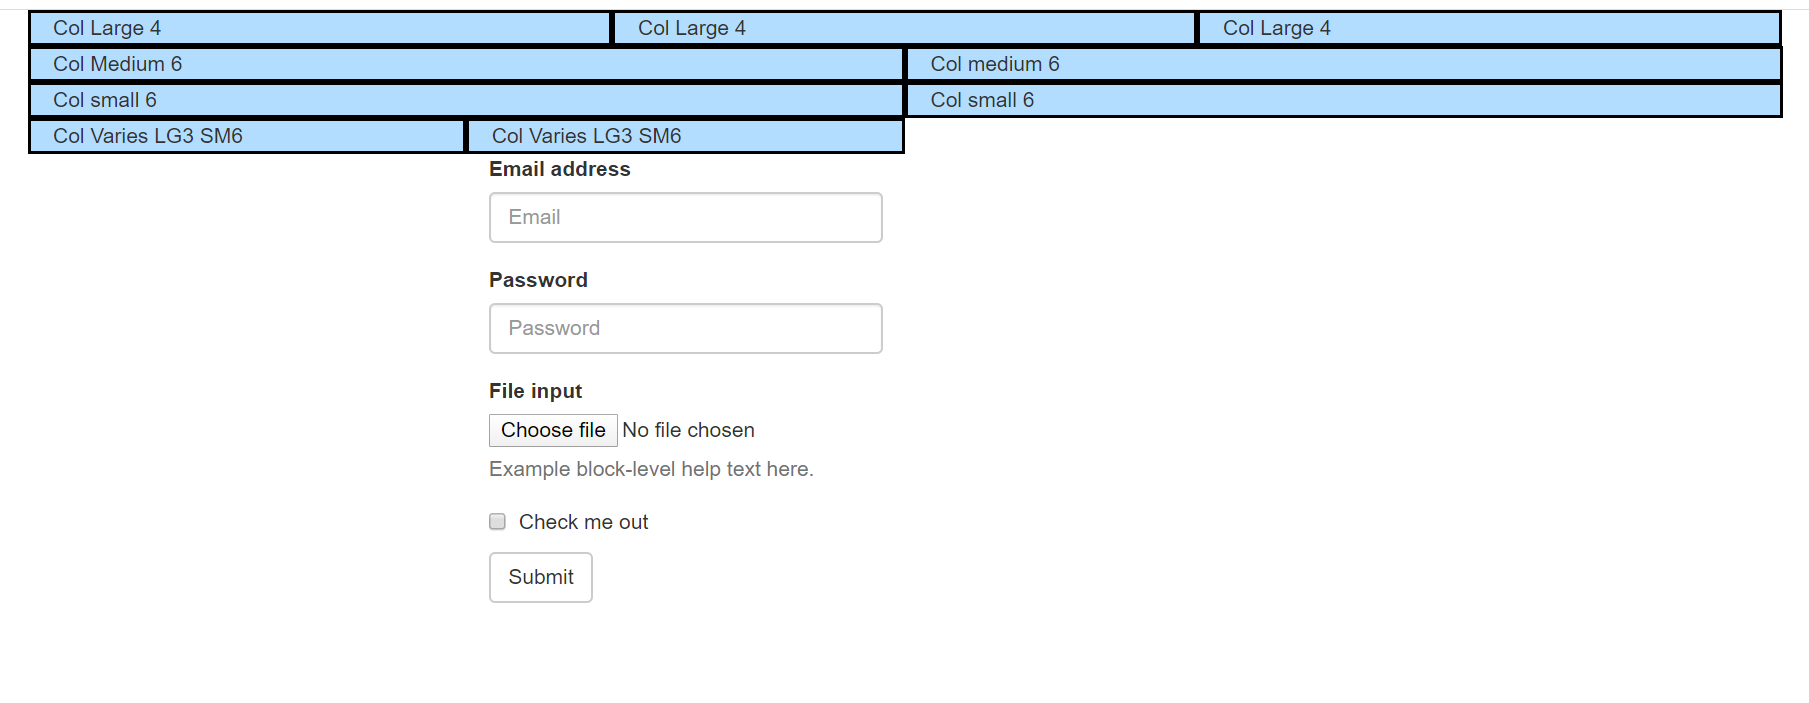 Col Large 4 Col Large 4 Col Large 4
Col Medium 6 Col medium 6
Col small 6 Col small 6
Col Varies LG3 SM6 Col Varies LG3 SM6
Email address
Email
Password
Password
File input
Choose file No file chosen
Example block-level help text here.
Check me out
Submit